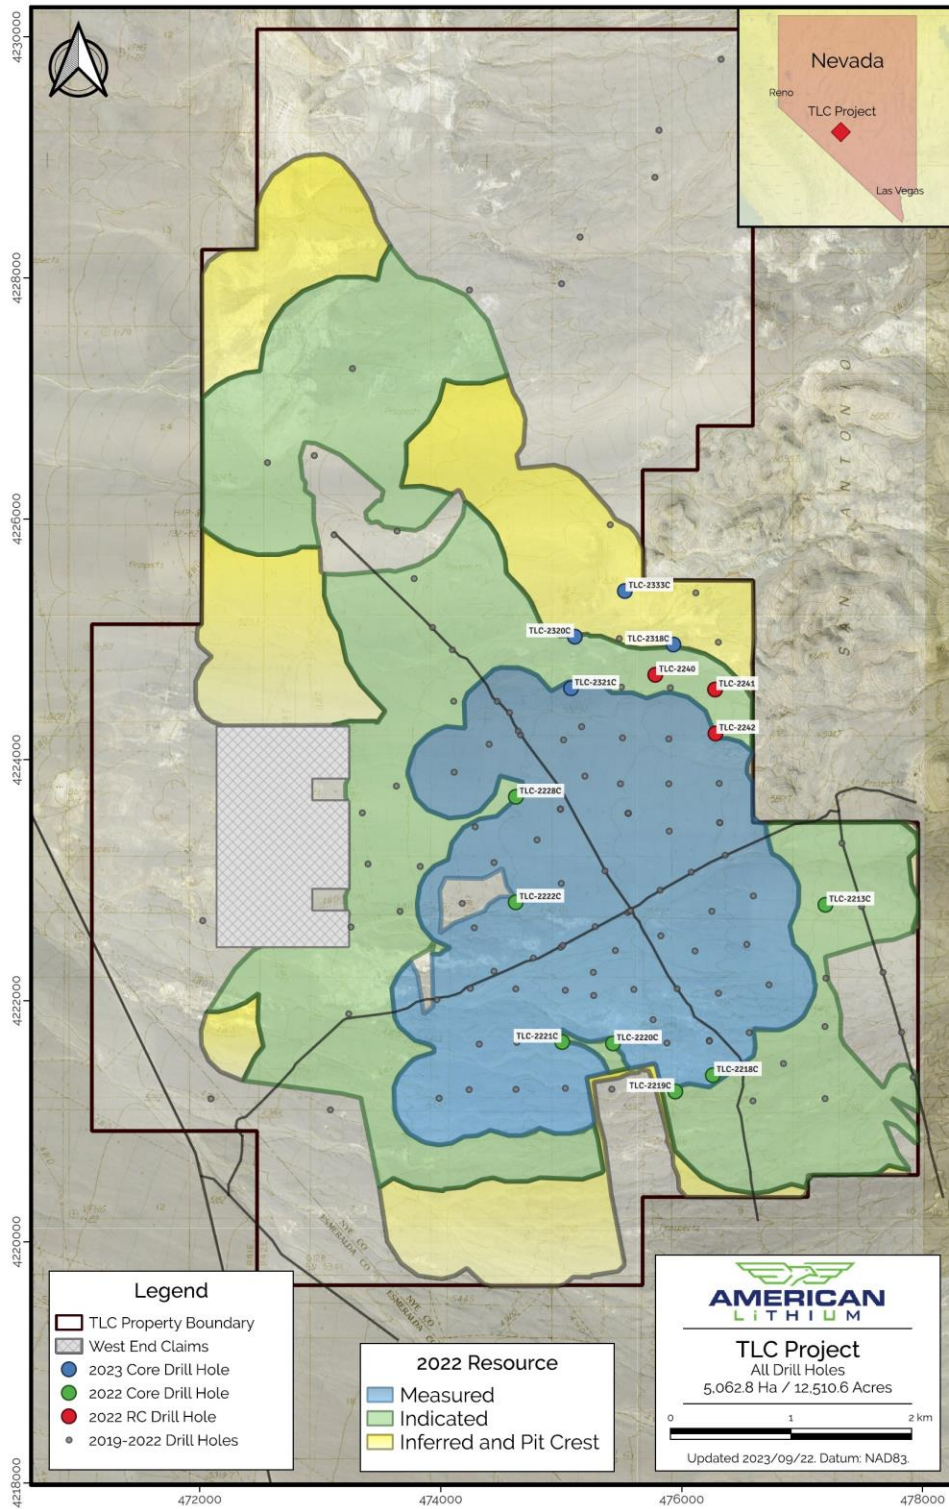 4230000
4228000
4226000
4224000
4222000
4220000
4218000
472000
474000
476000
478000
Nevada
Reno
TLC Project
Las Vegas
SAN ANTONIO
TLC-2333C
TLC-2320C
TLC-2318C
TLC-2240
TLC-2321C
TLC-2241
TLC-2242
TLC-2228C
TLC-2222C
TLC-2213C
TLC-2221C
TLC-2220C
TLC-2218C
TLC-2219C
NYE CO
ESMERALDA CO
NYE CO
ESMERALDA CO
Legend
TLC Property Boundary
West End Claims
2023 Core Drill Hole
2022 Core Drill Hole
2022 RC Drill Hole
2019-2022 Drill Holes
2022 Resource
Measured
Indicated
Inferred and Pit Crest
AMERICAN
LiTHIUM
TLC Project
All Drill Holes
5,062.8 Ha / 12,510.6 Acres
0 1 2 km
Updated 2023/09/22. Datum: NAD83.